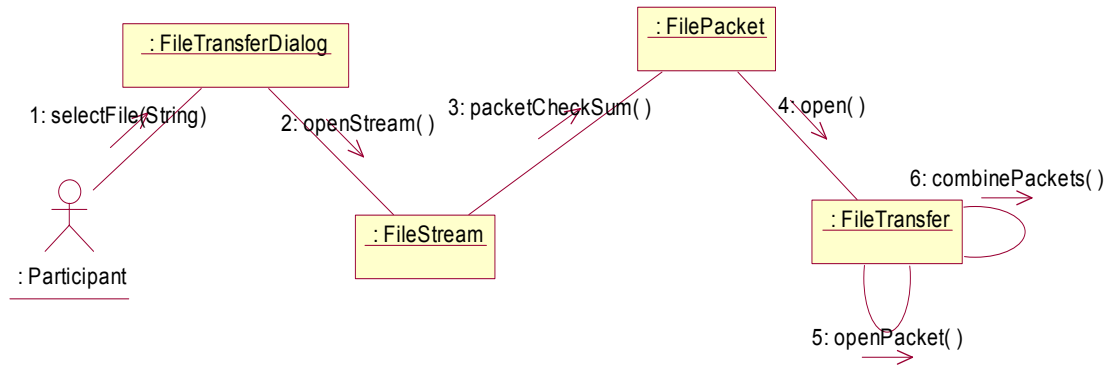 : FileTransferDialog
: FilePacket
1: selectFile(String)
2: openStream( )
3: packetCheckSum( )
4: open( )
6: combinePackets( )
: FileStream
: FileTransfer
: Participant
5: openPacket( )